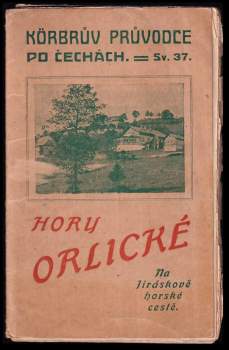 KÖRBRŮV PRŮVODCE
PO ČECHÁCH. = Sv. 37.
HORY
ORLICKÉ
Na
Jiráskově
horské
cestě.